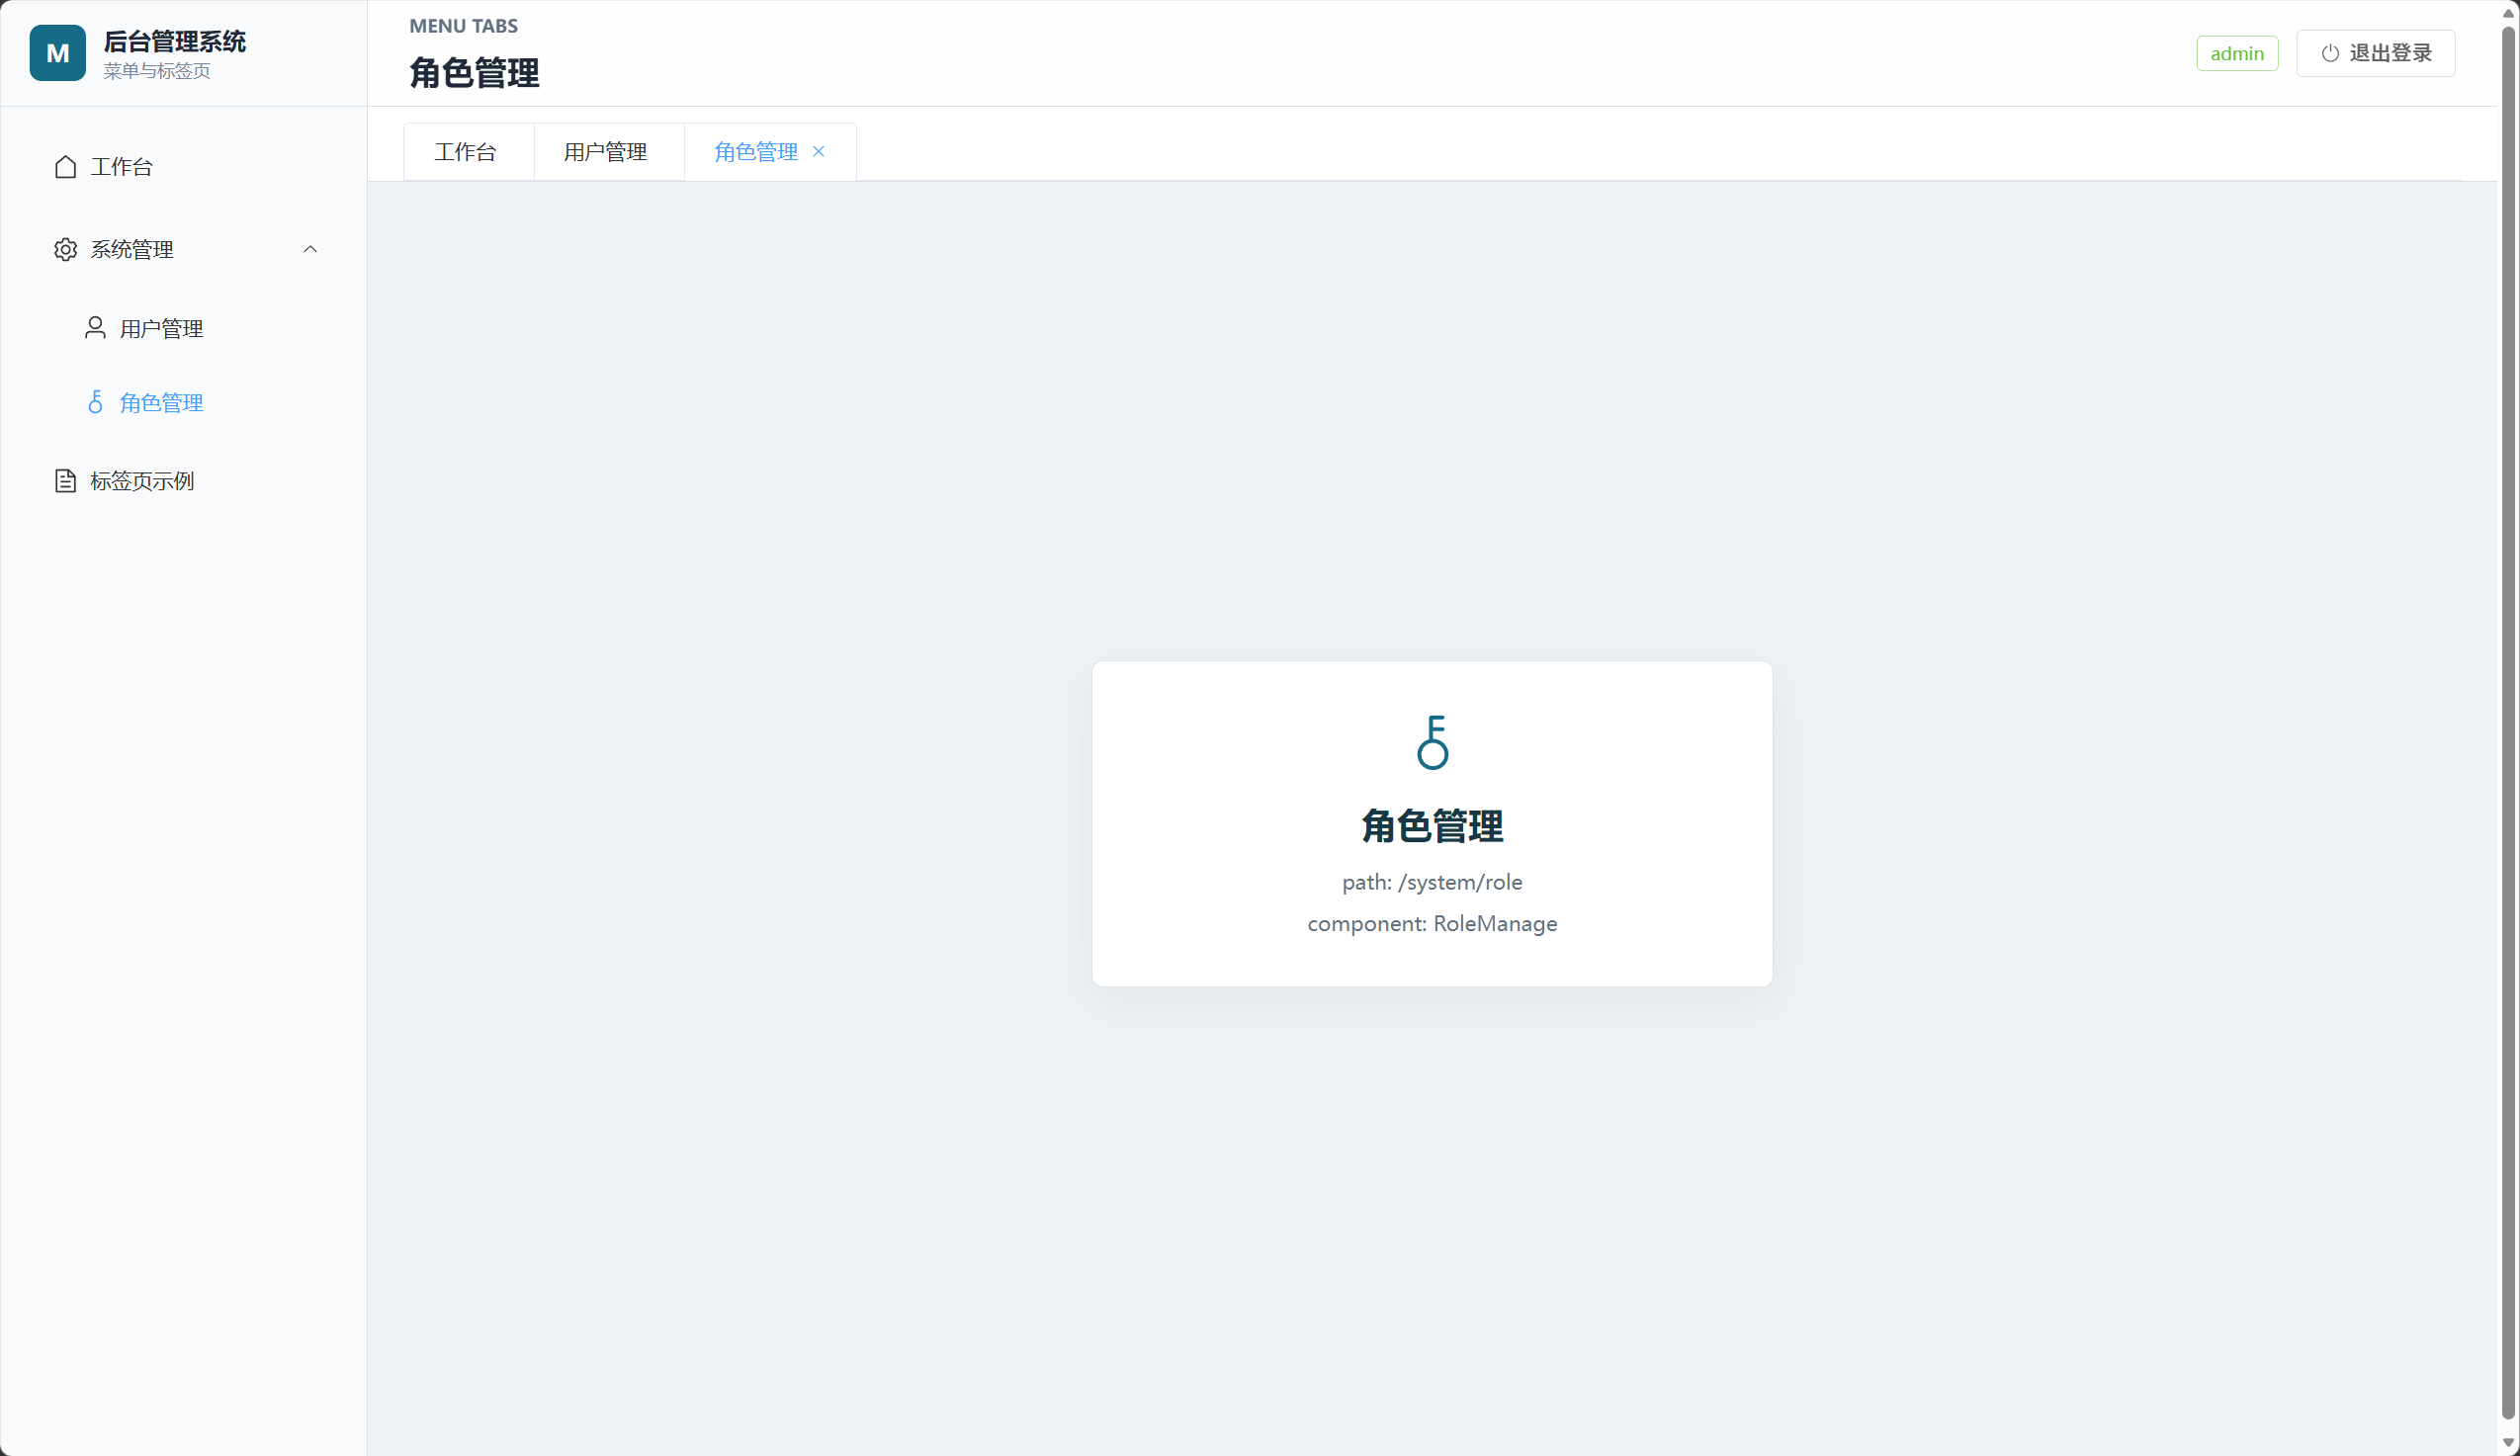 M
后台管理系统
菜单与标签页
工作台
系统管理
用户管理
角色管理
标签页示例
MENU TABS
角色管理
admin
退出登录
工作台 用户管理 角色管理
角色管理
path: /system/role
component: RoleManage